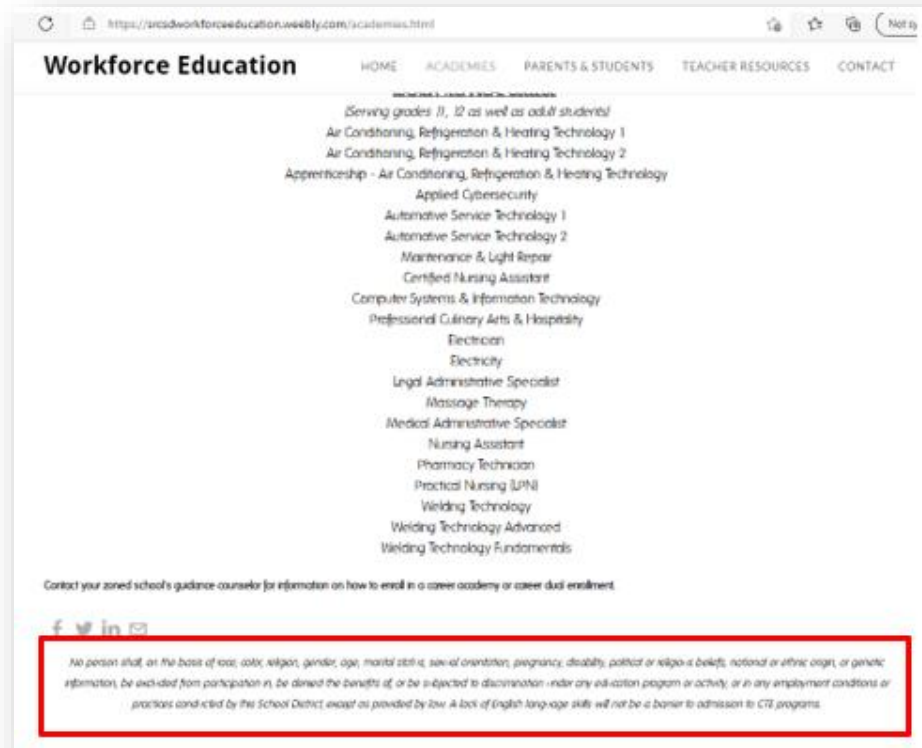 https://srcsdworkforceeducation.weebly.com/academies.html
Not sy
Workforce Education
HOME ACADEMIES PARENTS & STUDENTS TEACHER RESOURCES CONTACT
(Serving grades 11, 12 as well as adult students)
Air Conditioning, Refrigeration & Heating Technology 1
Air Conditioning, Refrigeration & Heating Technology 2
Apprenticeship - Air Conditioning, Refrigeration & Heating Technology
Applied Cybersecurity
Automotive Service Technology 1
Automotive Service Technology 2
Maintenance & Light Repair
Certified Nursing Assistant
Computer Systems & Information Technology
Professional Culinary Arts & Hospitality
Electrician
Electricity
Legal Administrative Specialist
Massage Therapy
Medical Administrative Specialist
Nursing Assistant
Pharmacy Technician
Practical Nursing (LPN)
Welding Technology
Welding Technology Advanced
Welding Technology Fundamentals
Contact your zoned school's guidance counselor for information on how to enroll in a career academy or career dual enrollment.
No person shall, on the basis of race, color, religion, gender, age, marital status, sexual orientation, pregnancy, disability, political or religious beliefs, national or ethnic origin, or genetic
information, be excluded from participation in, be denied the benefits of, or be subjected to discrimination under any education program or activity, or in any employment conditions or
practices conducted by this School District, except as provided by law. A lack of English language skills will not be a barrier to admission to CTE programs.